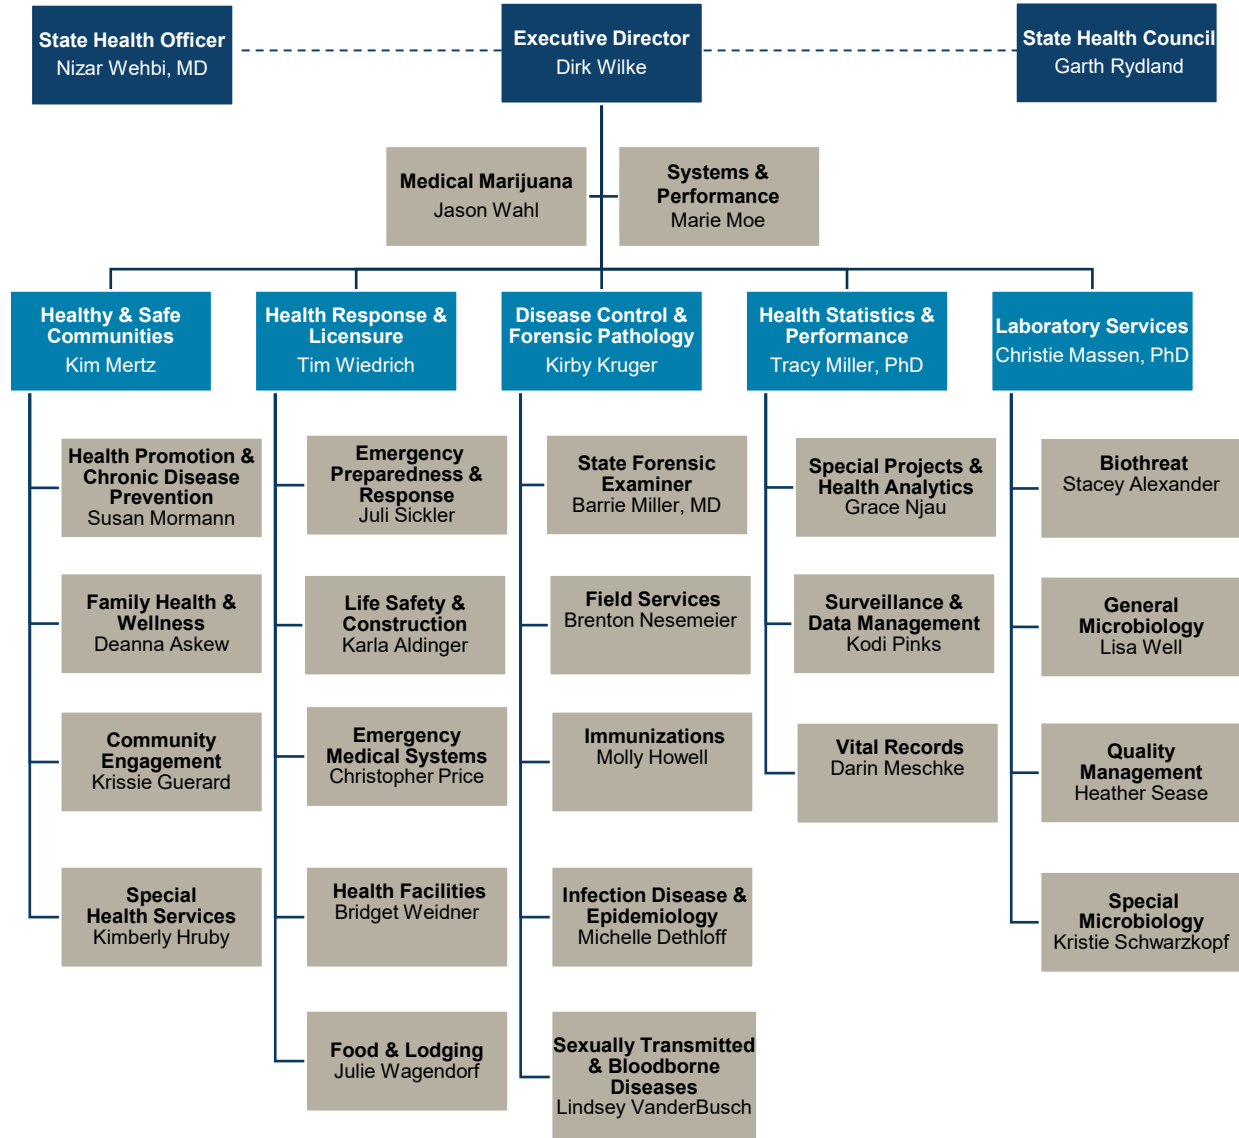 State Health Officer
Nizar Wehbi, MD
Executive Director
Dirk Wilke
State Health Council
Garth Rydland
Medical Marijuana
Jason Wahl
Systems &
Performance
Marie Moe
Healthy & Safe
Communities
Kim Mertz
Health Response &
Licensure
Tim Wiedrich
Disease Control &
Forensic Pathology
Kirby Kruger
Health Statistics &
Performance
Tracy Miller, PhD
Laboratory Services
Christie Massen, PhD
Health Promotion &
Chronic Disease
Prevention
Susan Mormann
Family Health &
Wellness
Deanna Askew
Community
Engagement
Krissie Guerard
Special
Health Services
Kimberly Hruby
Emergency
Preparedness &
Response
Juli Sickler
Life Safety &
Construction
Karla Aldinger
Emergency
Medical Systems
Christopher Price
Health Facilities
Bridget Weidner
Food & Lodging
Julie Wagendorf
State Forensic
Examiner
Barrie Miller, MD
Field Services
Brenton Nesemeier
Immunizations
Molly Howell
Infection Disease &
Epidemiology
Michelle Dethloff
Sexually Transmitted
& Bloodborne
Diseases
Lindsey VanderBusch
Special Projects &
Health Analytics
Grace Njau
Surveillance &
Data Management
Kodi Pinks
Vital Records
Darin Meschke
Biothreat
Stacey Alexander
General
Microbiology
Lisa Well
Quality
Management
Heather Sease
Special
Microbiology
Kristie Schwarzkopf